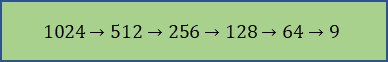 1024 → 512 → 256 → 128 → 64 → 9